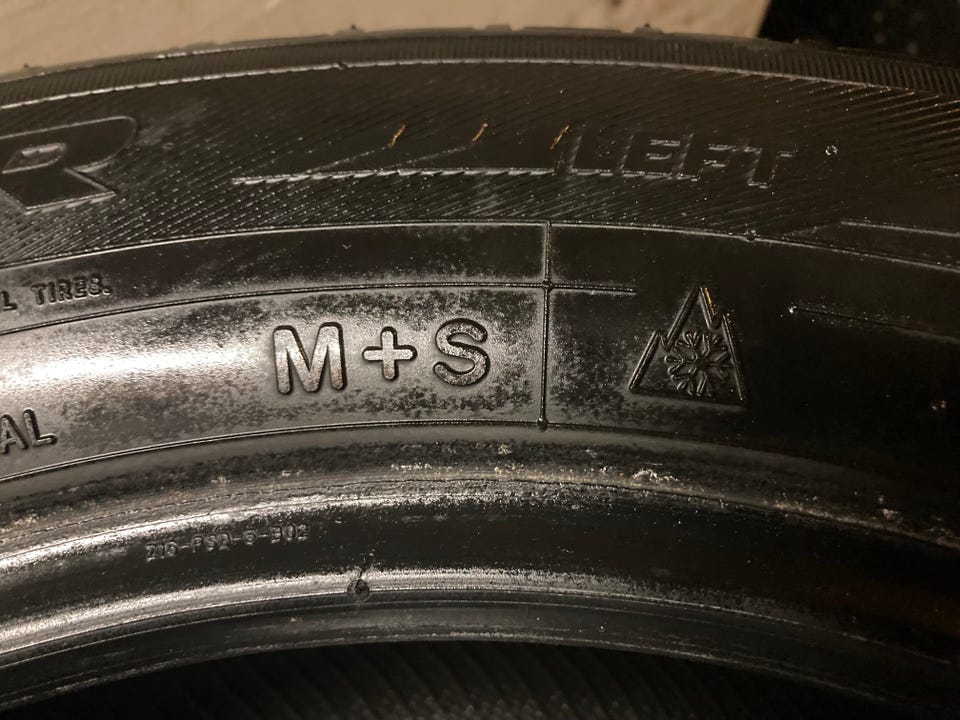 R
LEFT
L TIRES.
M+S
AL